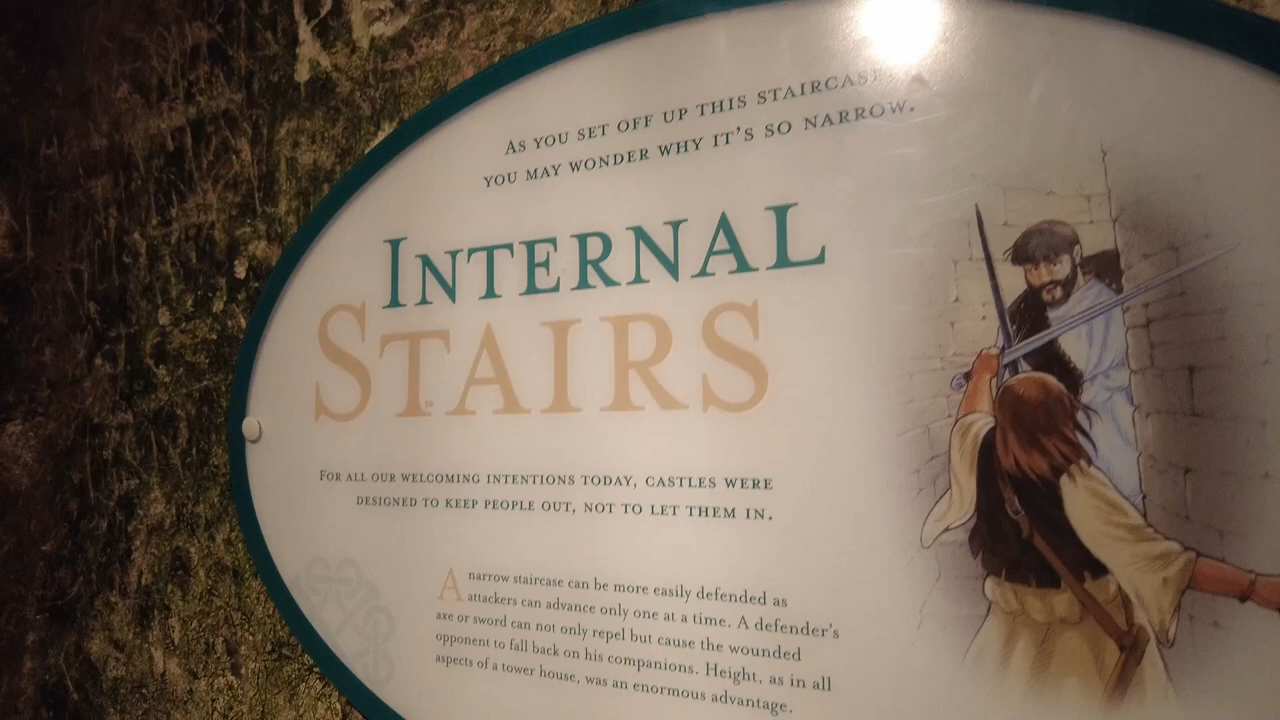 AS YOU SET OFF UP THIS STAIRCASE
YOU MAY WONDER WHY IT'S SO NARROW.
INTERNAL
STAIRS
FOR ALL OUR WELCOMING INTENTIONS TODAY, CASTLES WERE
DESIGNED TO KEEP PEOPLE OUT, NOT TO LET THEM IN.
A narrow staircase can be more easily defended as
attackers can advance only one at a time. A defender's
axe or sword can not only repel but cause the wounded
opponent to fall back on his companions. Height, as in all
aspects of a tower house, was an enormous advantage.